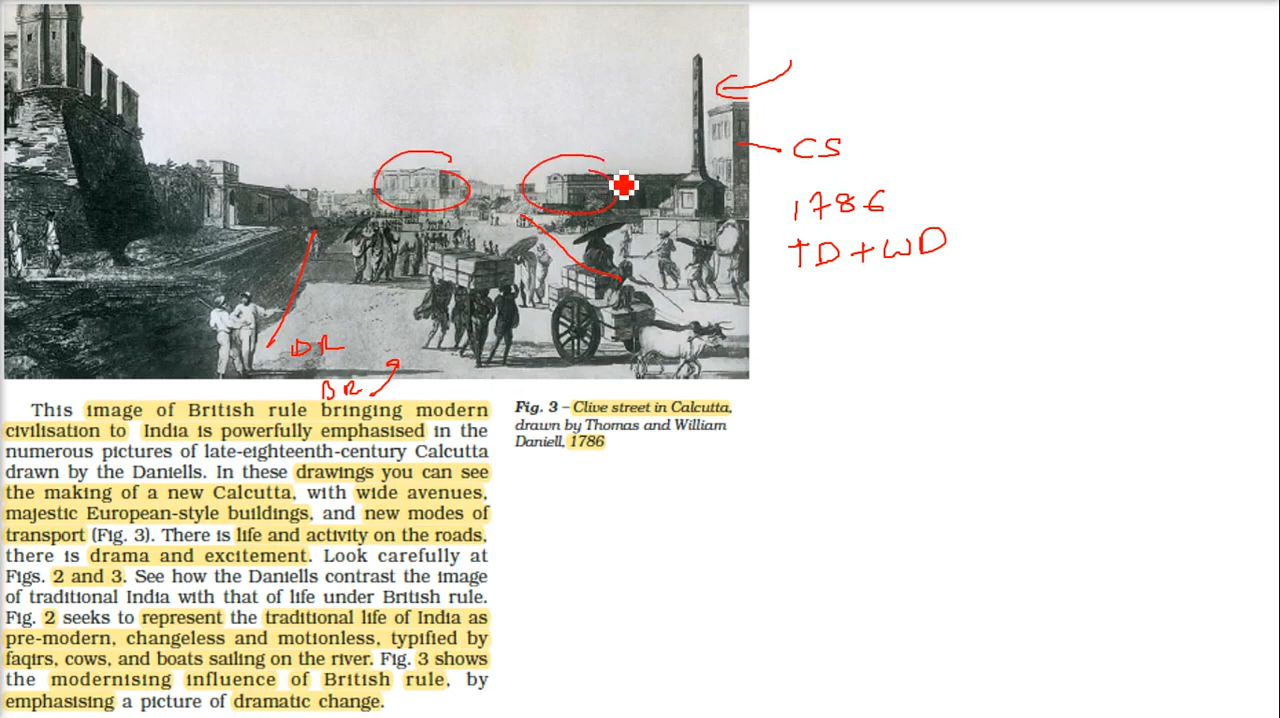 CS
1786
TD + WD
DR
BR
This image of British rule bringing modern
civilisation to India is powerfully emphasised in the
numerous pictures of late-eighteenth-century Calcutta
drawn by the Daniells. In these drawings you can see
the making of a new Calcutta, with wide avenues,
majestic European-style buildings, and new modes of
transport (Fig. 3). There is life and activity on the roads,
there is drama and excitement. Look carefully at
Figs. 2 and 3. See how the Daniells contrast the image
of traditional India with that of life under British rule.
Fig. 2 seeks to represent the traditional life of India as
pre-modern, changeless and motionless, typified by
faqirs, cows, and boats sailing on the river. Fig. 3 shows
the modernising influence of British rule, by
emphasising a picture of dramatic change.
Fig. 3 – Clive street in Calcutta,
drawn by Thomas and William
Daniell, 1786